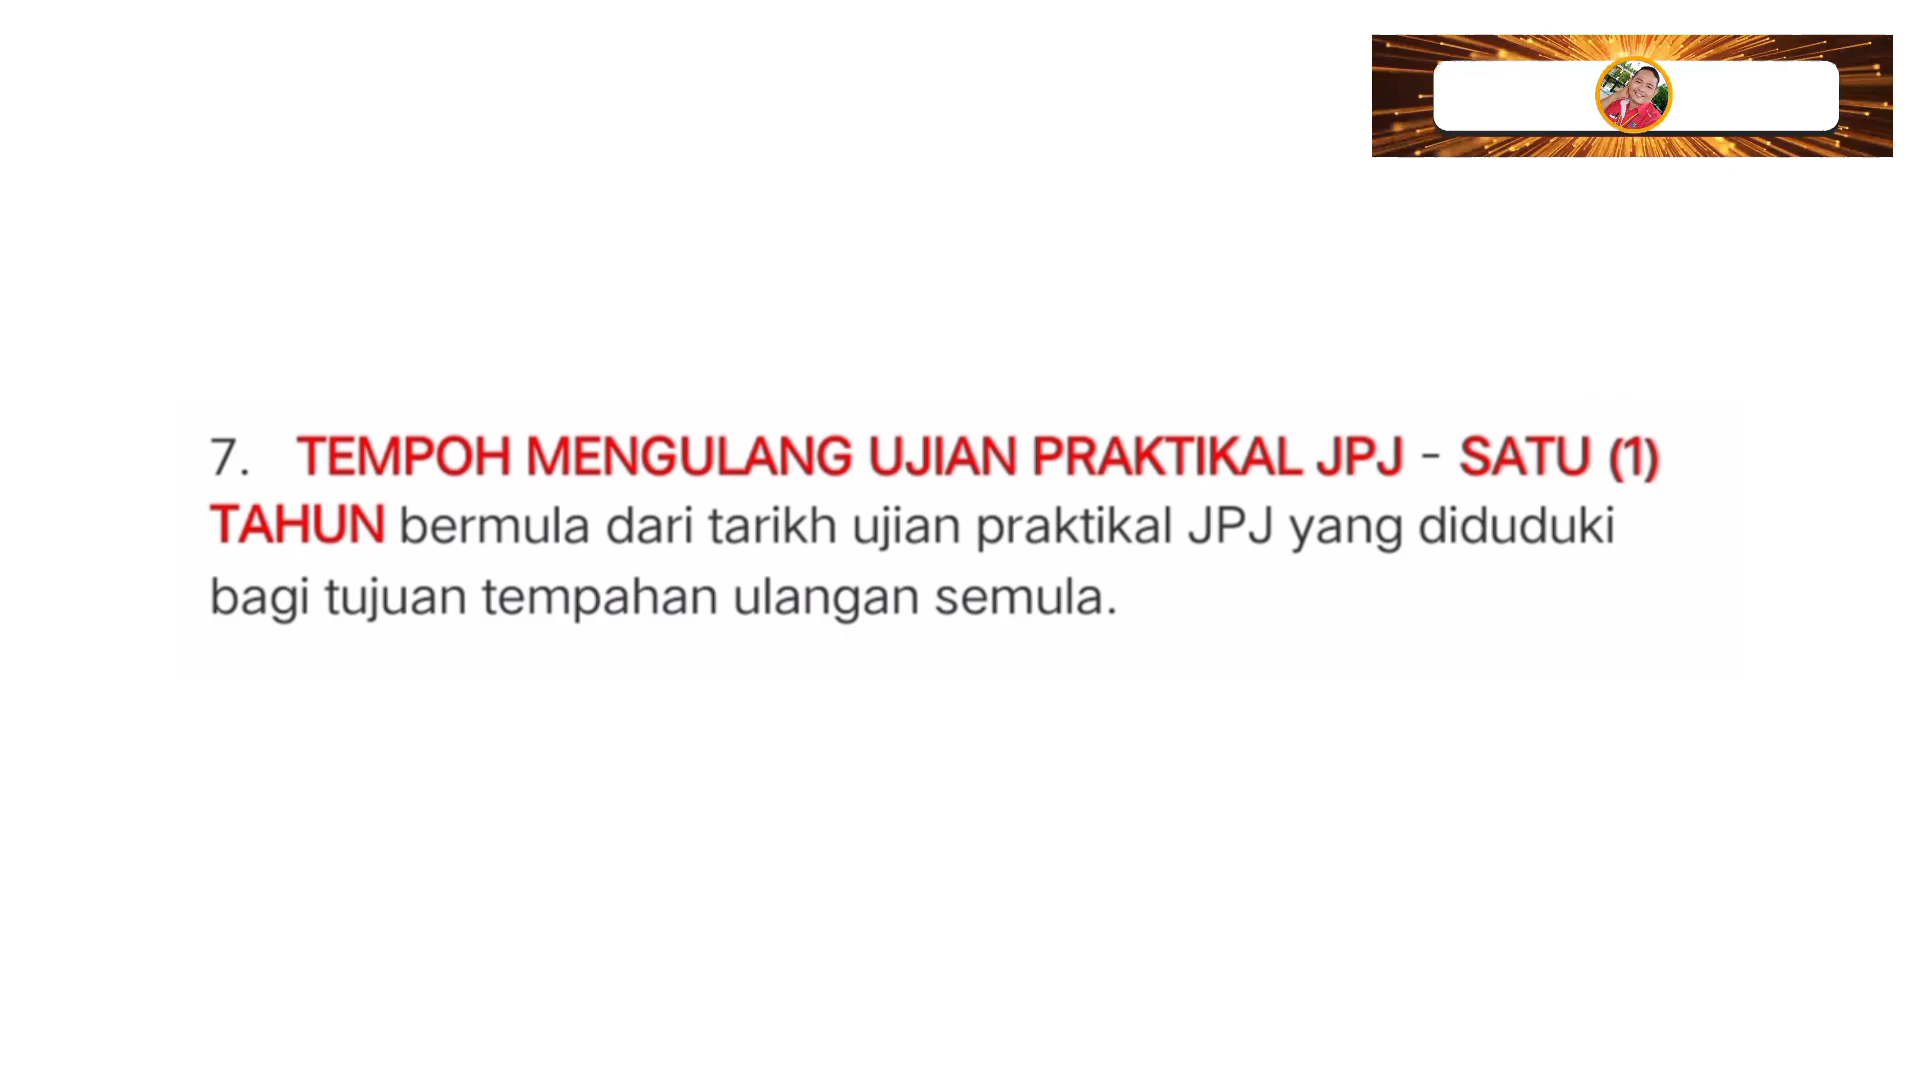 7. TEMPOH MENGULANG UJIAN PRAKTIKAL JPJ - SATU (1)
TAHUN bermula dari tarikh ujian praktikal JPJ yang diduduki
bagi tujuan tempahan ulangan semula.